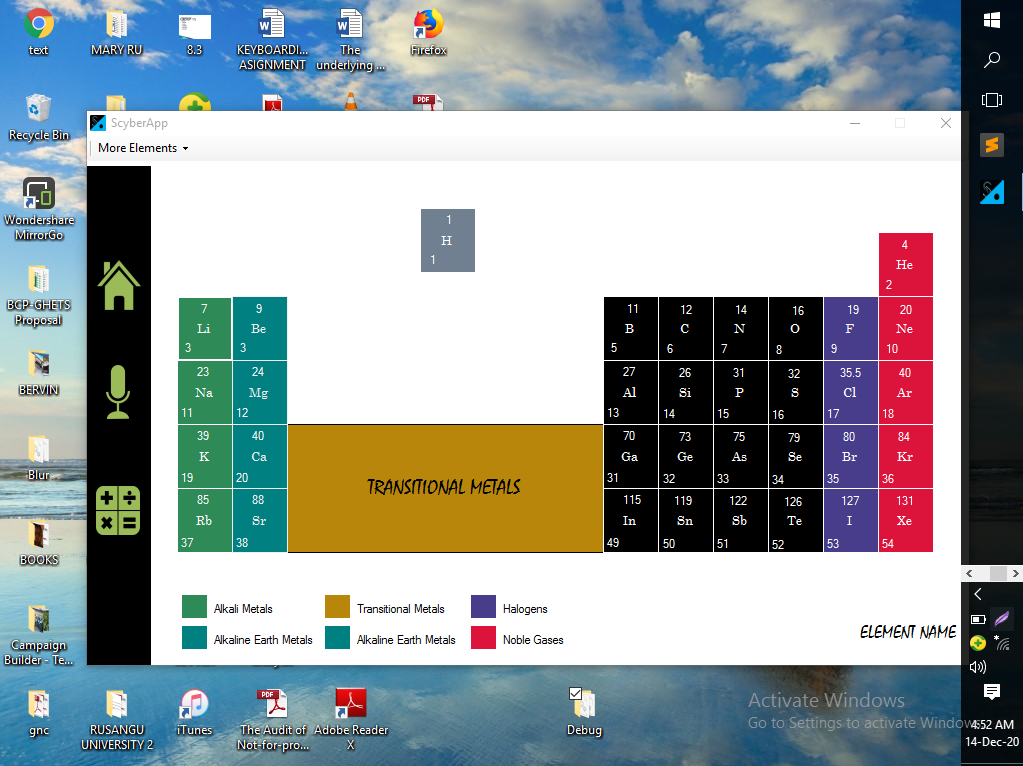 text
MARY RU
8.3
KEYBOARDI...
ASIGNMENT
The
underlying ...
Firefox
Recycle Bin
PDF
ScyberApp
More Elements
Wondershare
MirrorGo
BCP-GHETS
Proposal
BERVIN
Blur
BOOKS
Campaign
Builder - Te...
1
H
1
4
He
2
7
Li
3
9
Be
3
11
B
5
12
C
6
14
N
7
16
O
8
19
F
9
20
Ne
10
23
Na
11
24
Mg
12
27
Al
13
26
Si
14
31
P
15
32
S
16
35.5
Cl
17
40
Ar
18
39
K
19
40
Ca
20
TRANSITIONAL METALS
70
Ga
31
73
Ge
32
75
As
33
79
Se
34
80
Br
35
84
Kr
36
85
Rb
37
88
Sr
38
115
In
49
119
Sn
50
122
Sb
51
126
Te
52
127
I
53
131
Xe
54
Alkali Metals
Transitional Metals
Halogens
Alkaline Earth Metals
Alkaline Earth Metals
Noble Gases
ELEMENT NAME
gnc
RUSANGU
UNIVERSITY 2
iTunes
PDF
The Audit of
Not-for-pro...
Adobe Reader
X
Debug
Activate Windows
Go to Settings to activate Windows.
4:52 AM
14-Dec-20